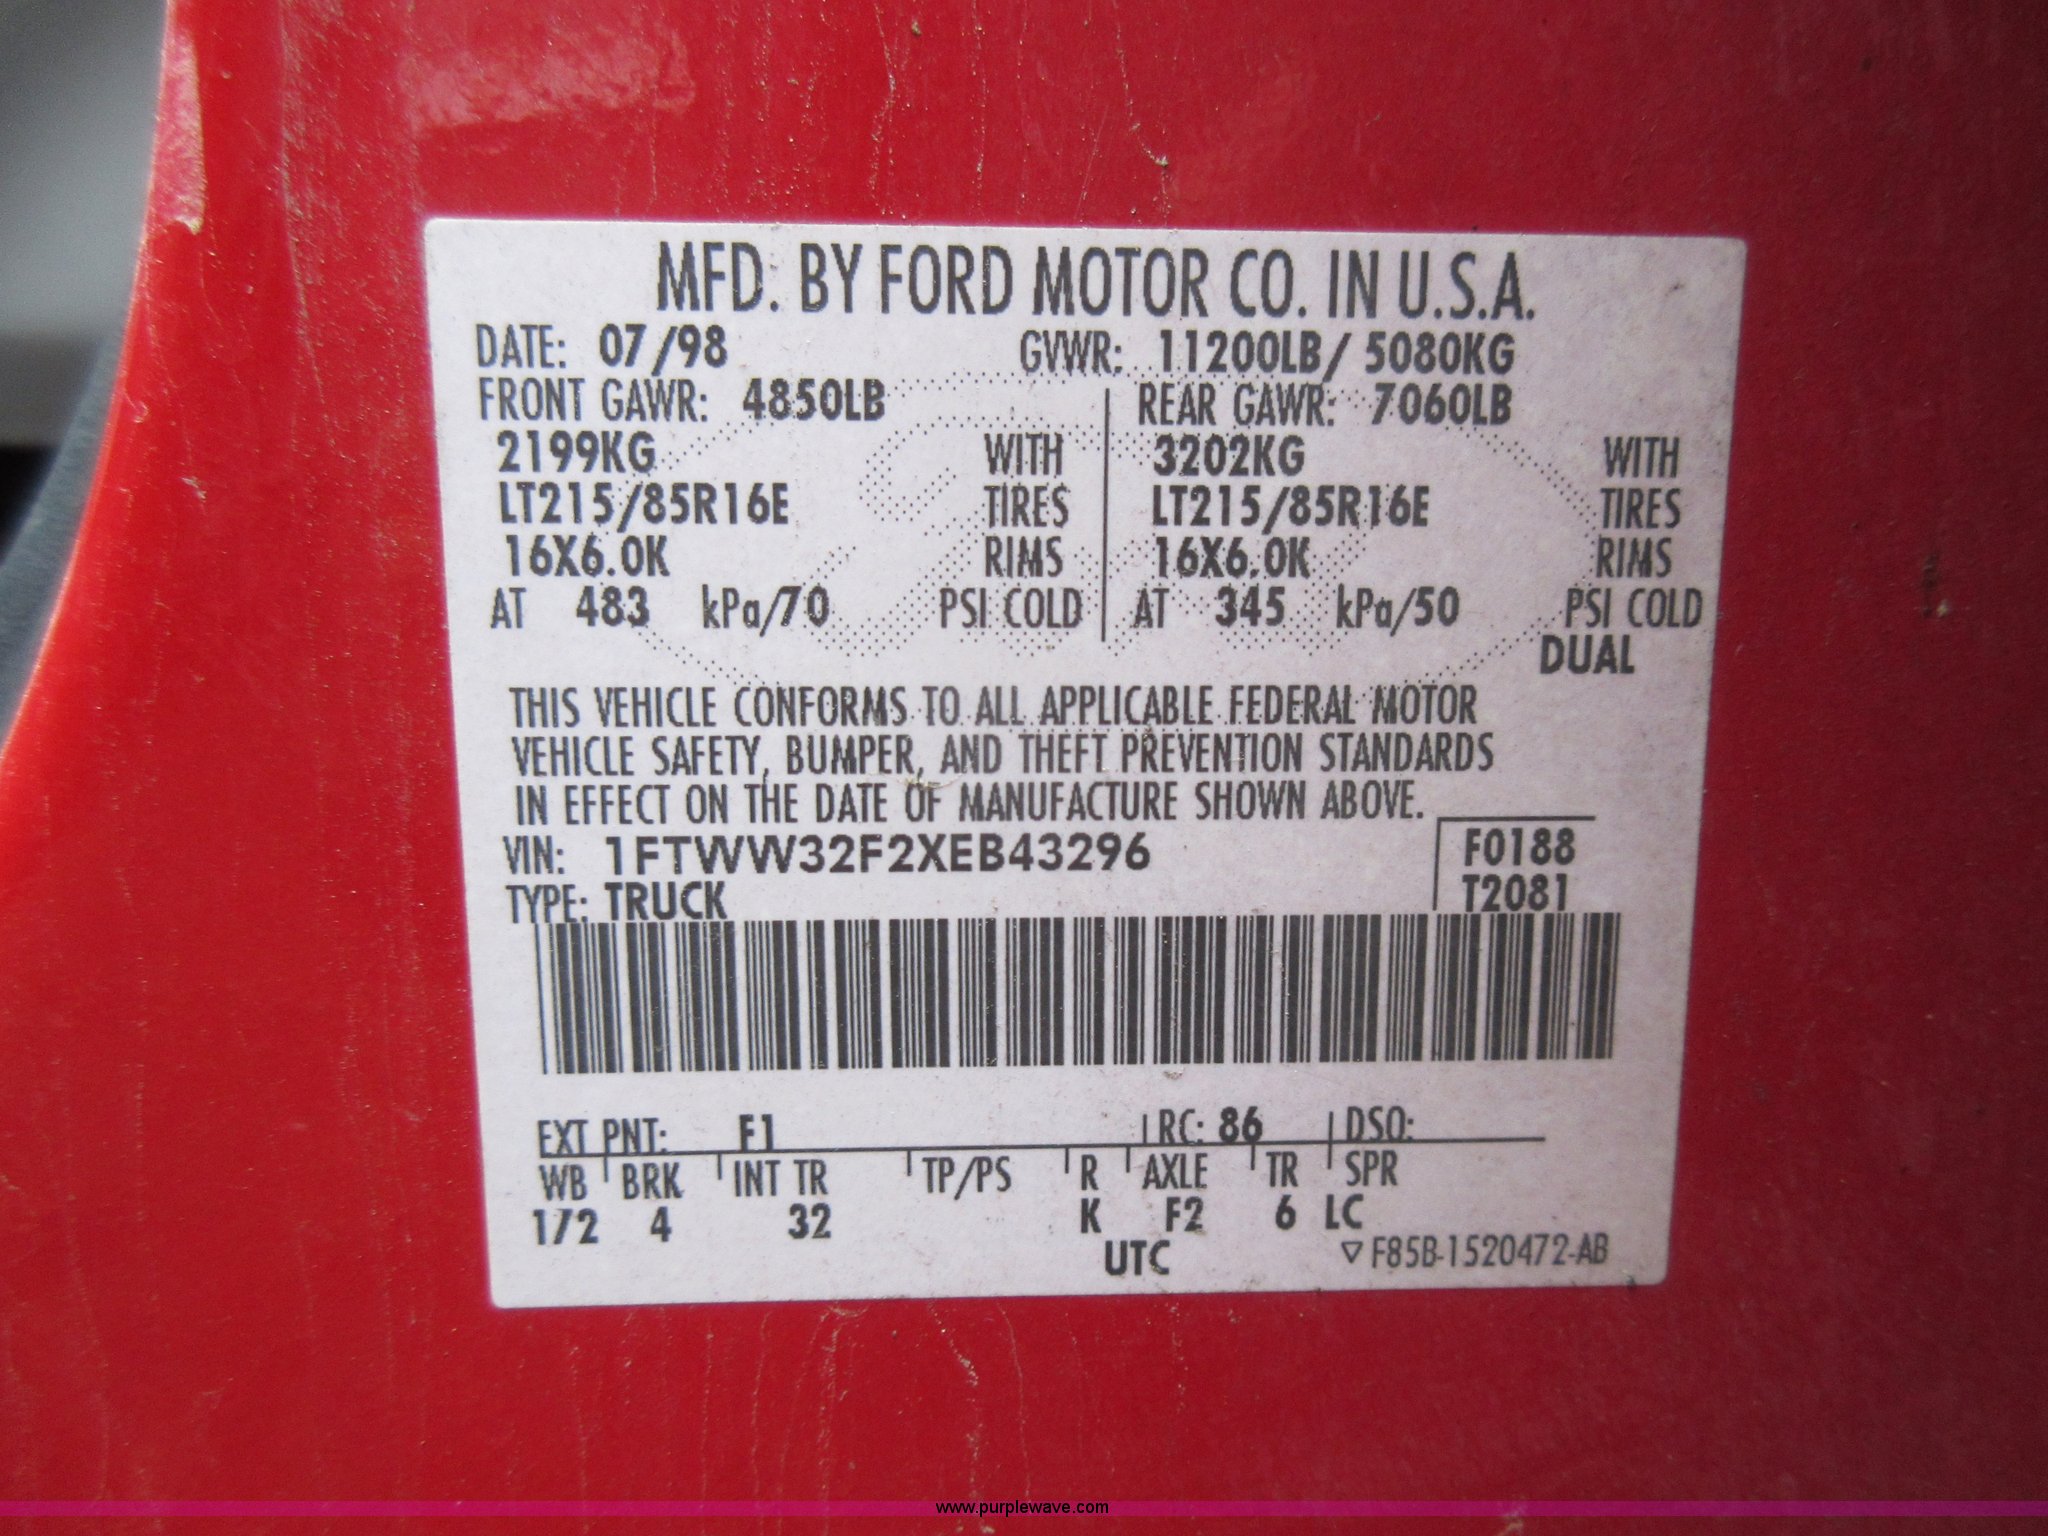 MFD. BY FORD MOTOR CO. IN U.S.A.
DATE: 07/98 GVWR: 11200LB/ 5080KG
FRONT GAWR: 4850LB REAR GAWR: 7060LB
2199KG WITH 3202KG WITH
LT215/85R16E TIRES LT215/85R16E TIRES
16X6.0K RIMS 16X6.0K RIMS
AT 483 kPa/70 PSI COLD AT 345 kPa/50 PSI COLD
DUAL
THIS VEHICLE CONFORMS TO ALL APPLICABLE FEDERAL MOTOR
VEHICLE SAFETY, BUMPER, AND THEFT PREVENTION STANDARDS
IN EFFECT ON THE DATE OF MANUFACTURE SHOWN ABOVE.
VIN: 1FTWW32F2XEB43296 F0188
TYPE: TRUCK T2081
EXT PNT: F1 RC: 86 DSO:
WB BRK INT TR TP/PS R AXLE TR SPR
172 4 32 K F2 6 LC
UTC ▽F85B-1520472-AB
www.purplewave.com